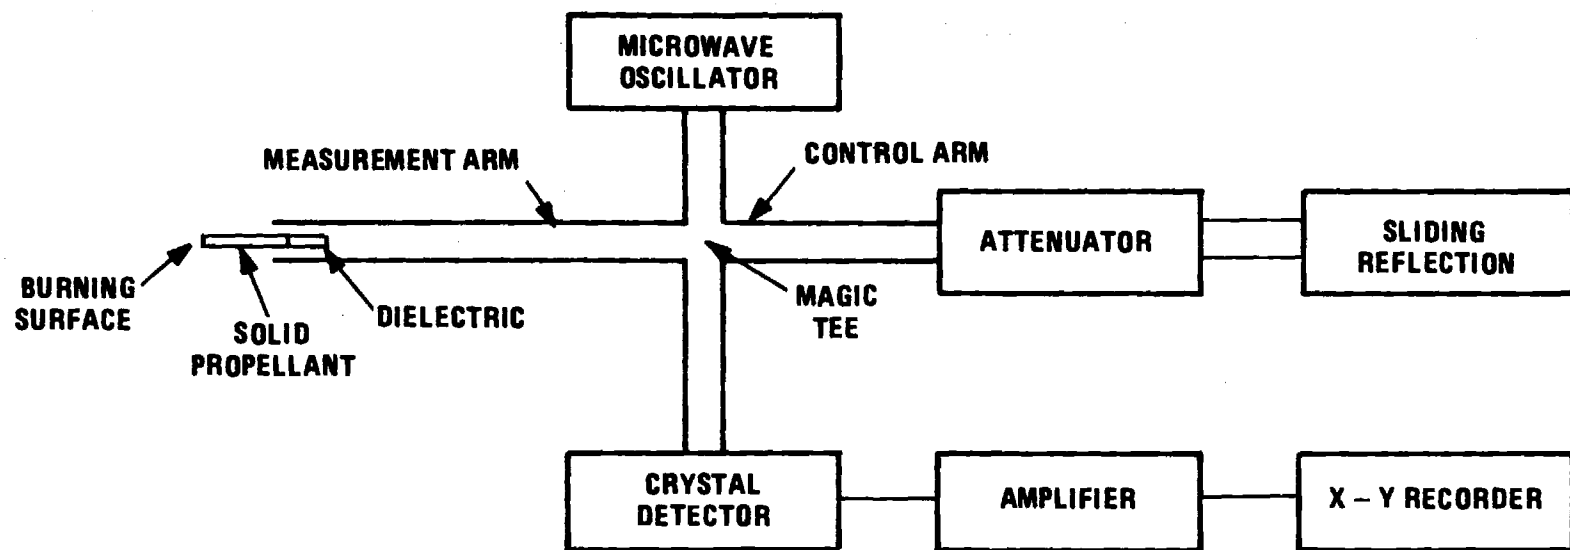 MICROWAVE
OSCILLATOR
MEASUREMENT ARM
CONTROL ARM
ATTENUATOR
SLIDING
REFLECTION
BURNING
SURFACE
SOLID
PROPELLANT
DIELECTRIC
MAGIC
TEE
CRYSTAL
DETECTOR
AMPLIFIER
X – Y RECORDER